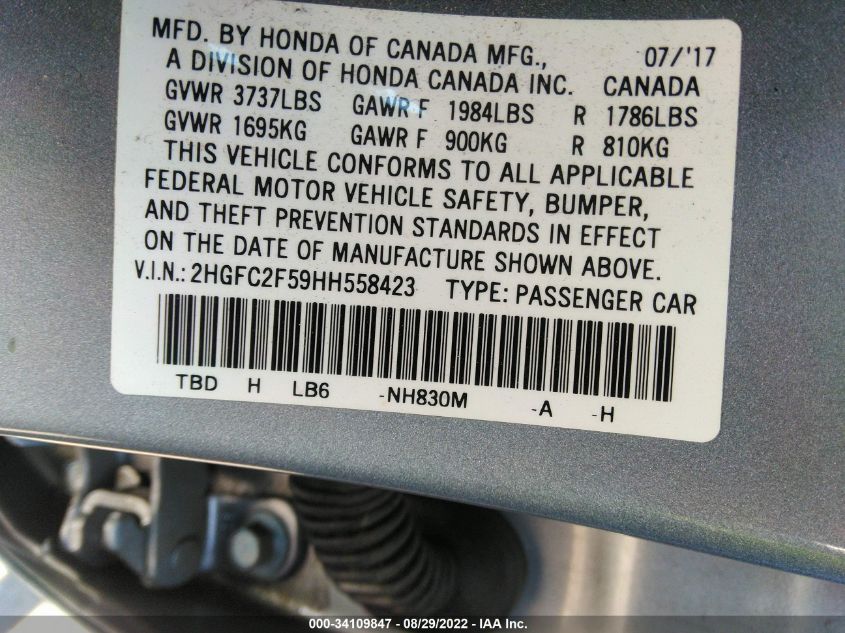 MFD. BY HONDA OF CANADA MFG., 07/'17
A DIVISION OF HONDA CANADA INC. CANADA
GVWR 3737LBS GAWR F 1984LBS R 1786LBS
GVWR 1695KG GAWR F 900KG R 810KG
THIS VEHICLE CONFORMS TO ALL APPLICABLE
FEDERAL MOTOR VEHICLE SAFETY, BUMPER,
AND THEFT PREVENTION STANDARDS IN EFFECT
ON THE DATE OF MANUFACTURE SHOWN ABOVE.
V.I.N.: 2HGFC2F59HH558423 TYPE: PASSENGER CAR
TBD H LB6 -NH830M -A -H
000-34109847 / 08/29/2022 - IAA Inc.